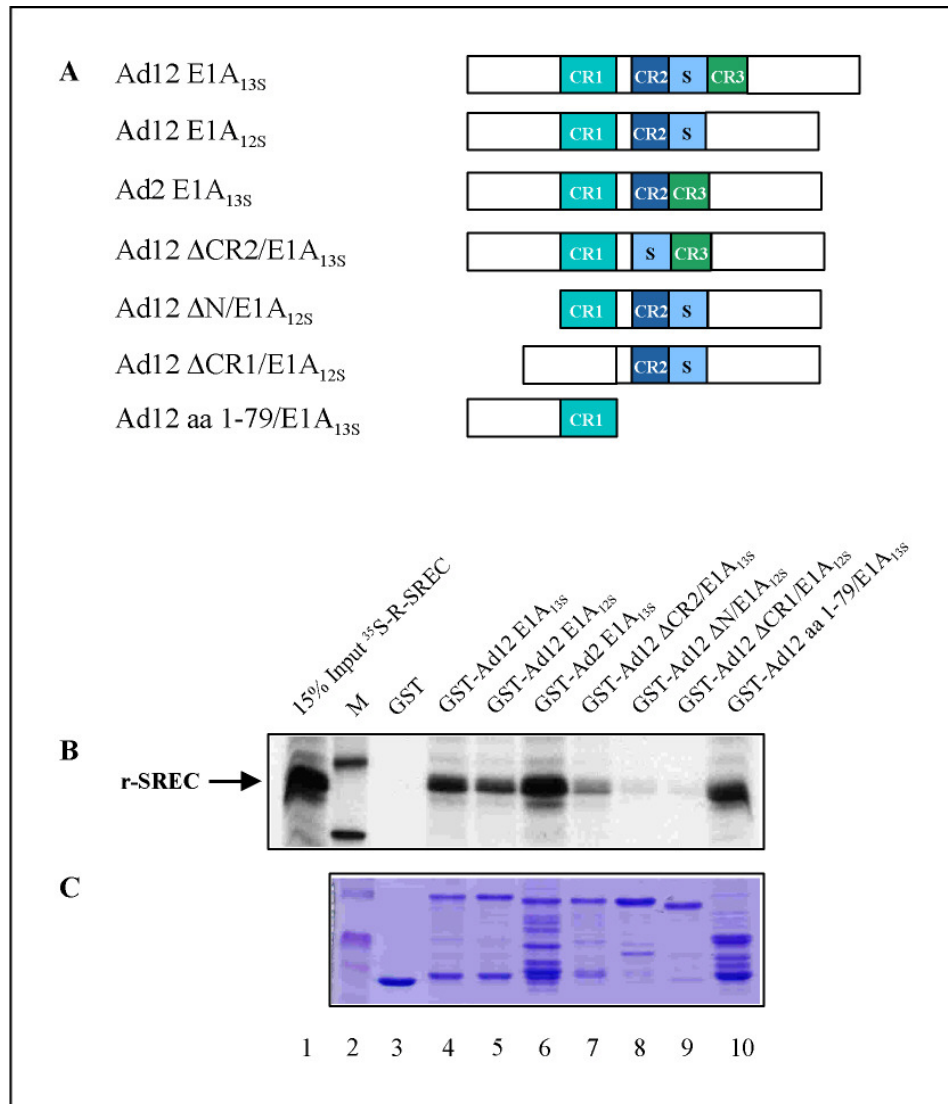 A
Ad12 E1A13S
CR1 CR2 S CR3
Ad12 E1A12S
CR1 CR2 S
Ad2 E1A13S
CR1 CR2 CR3
Ad12 ΔCR2/E1A13S
CR1 S CR3
Ad12 ΔN/E1A12S
CR1 CR2 S
Ad12 ΔCR1/E1A12S
CR2 S
Ad12 aa 1-79/E1A13S
CR1
15% Input 35S-R-SREC
M
GST
GST-Ad12 E1A13S
GST-Ad12 E1A12S
GST-Ad2 E1A13S
GST-Ad12 ΔCR2/E1A13S
GST-Ad12 ΔN/E1A12S
GST-Ad12 ΔCR1/E1A12S
GST-Ad12 aa 1-79/E1A13S
B
r-SREC
C
1 2 3 4 5 6 7 8 9 10